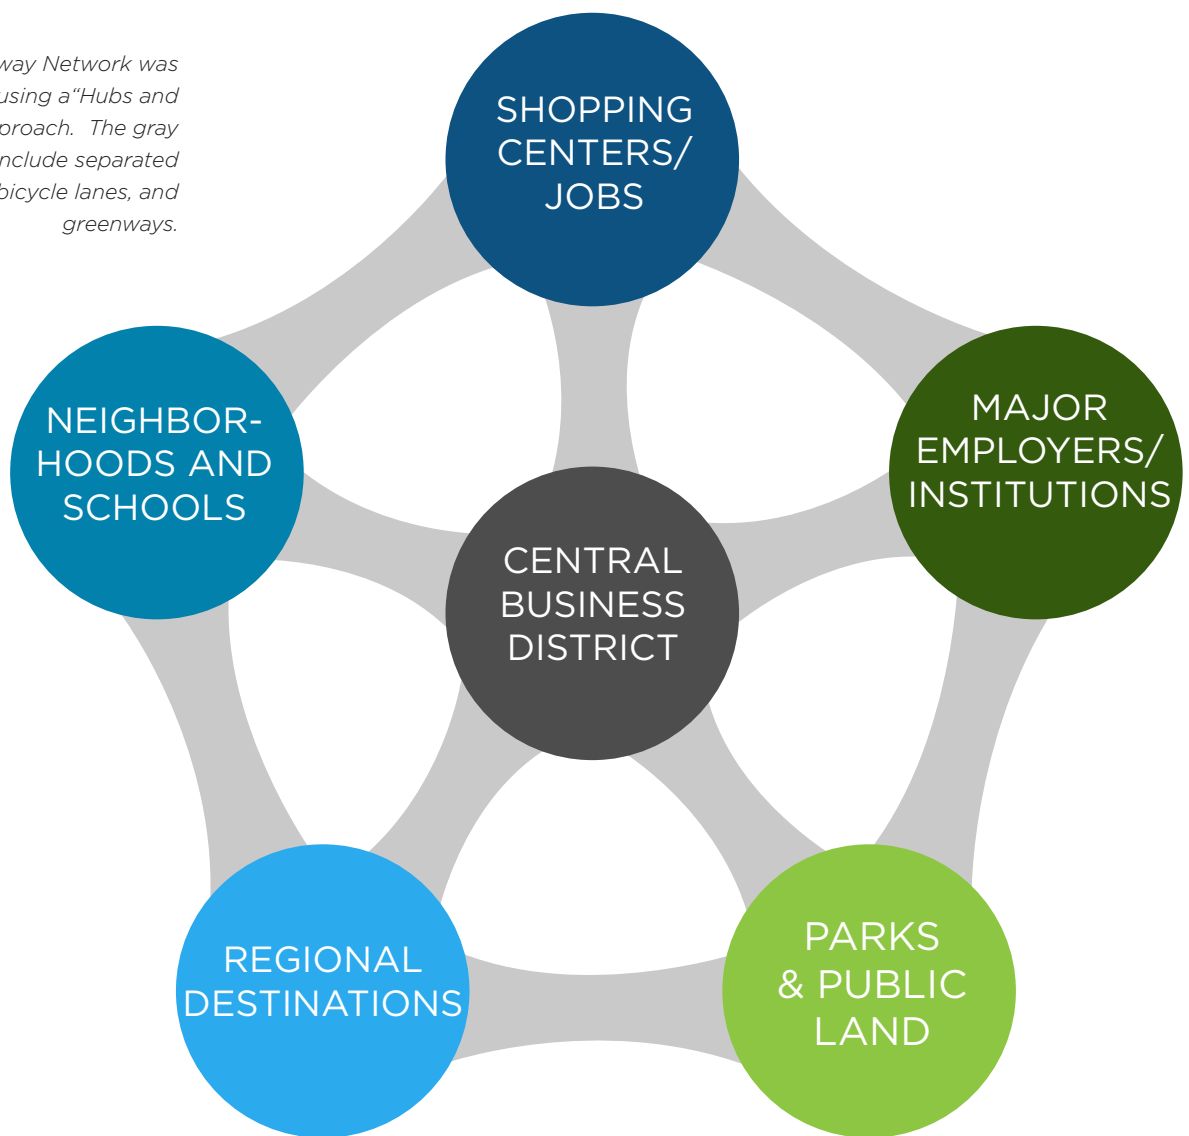 way Network was
using a“Hubs and
proach. The gray
nclude separated
bicycle lanes, and
greenways.
SHOPPING
CENTERS/
JOBS
NEIGHBOR-
HOODS AND
SCHOOLS
MAJOR
EMPLOYERS/
INSTITUTIONS
CENTRAL
BUSINESS
DISTRICT
REGIONAL
DESTINATIONS
PARKS
& PUBLIC
LAND